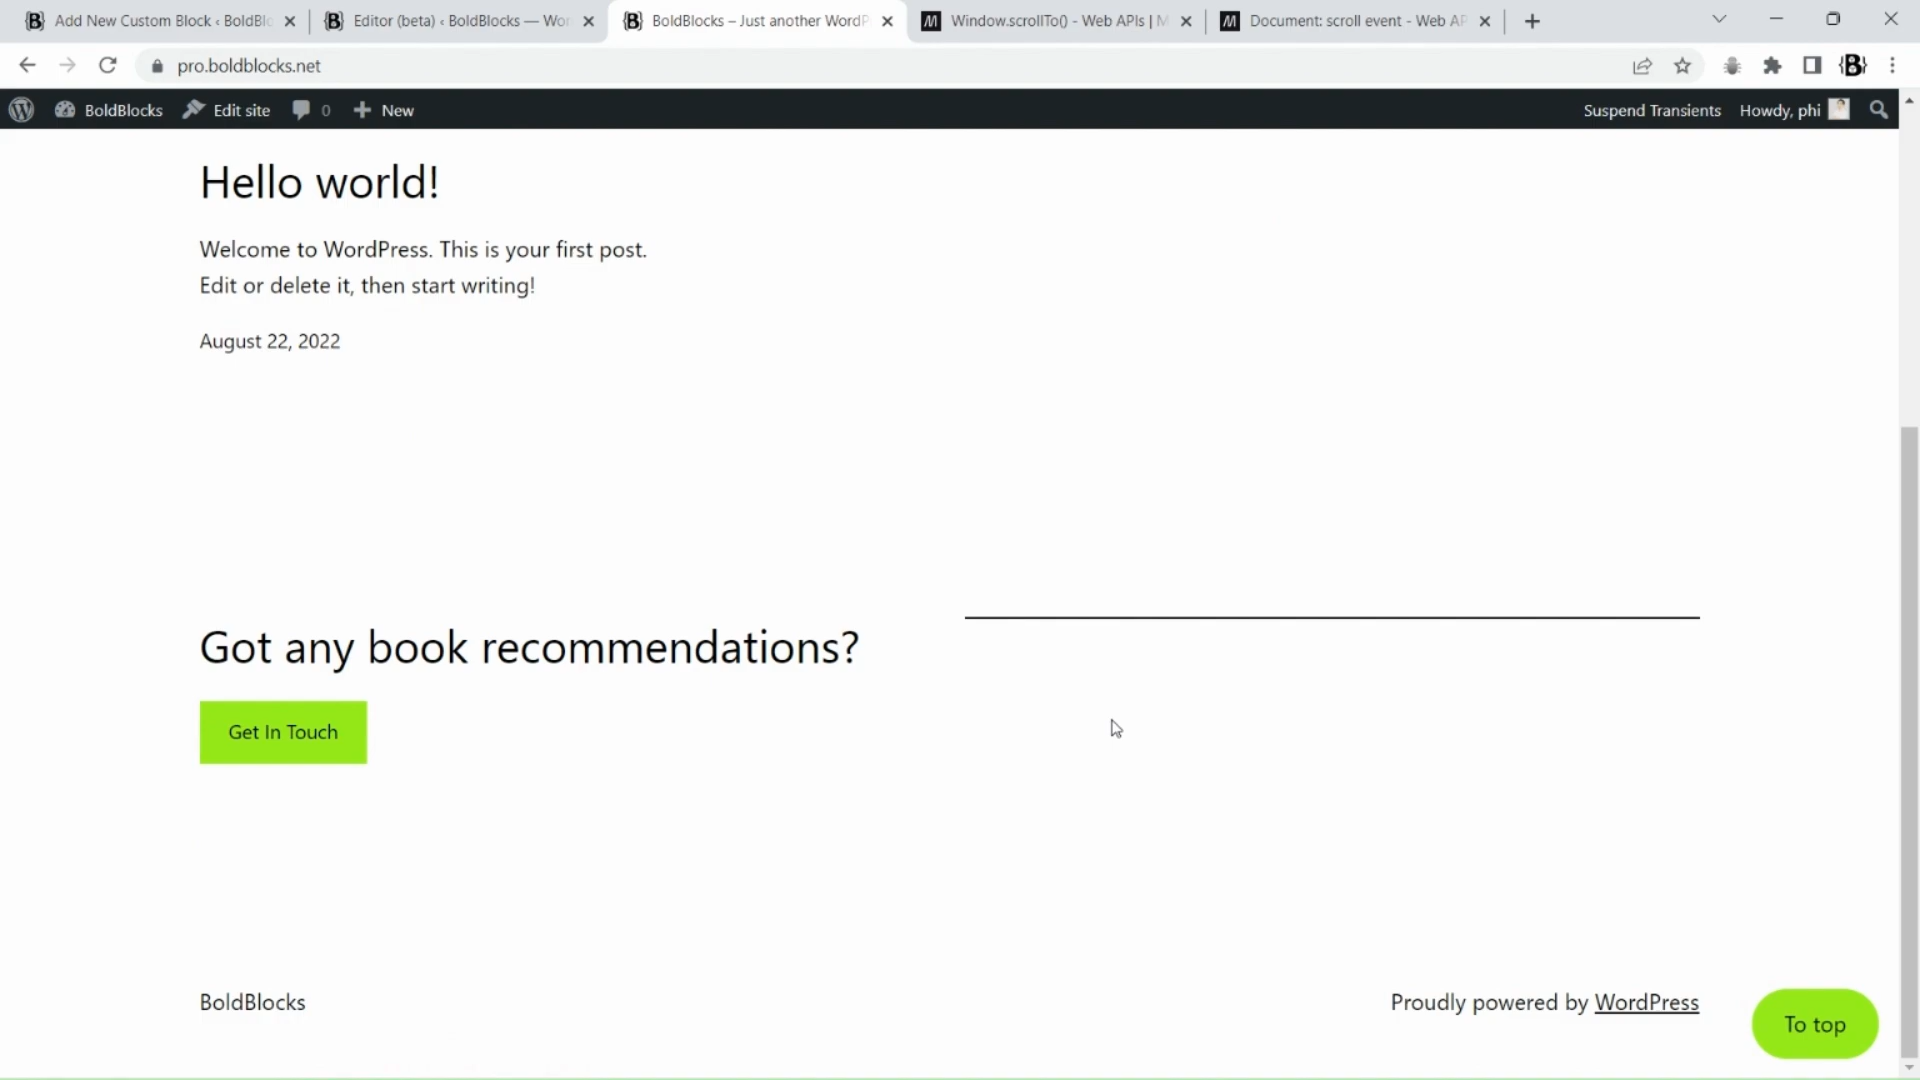 Add New Custom Block ‹ BoldBlo
Editor (beta) ‹ BoldBlocks — Wor
BoldBlocks – Just another WordP
Window.scrollTo() - Web APIs | M
Document: scroll event - Web AP
pro.boldblocks.net
BoldBlocks
Edit site
0
New
Suspend Transients
Howdy, phi
Hello world!
Welcome to WordPress. This is your first post.
Edit or delete it, then start writing!
August 22, 2022
Got any book recommendations?
Get In Touch
BoldBlocks
Proudly powered by WordPress
To top